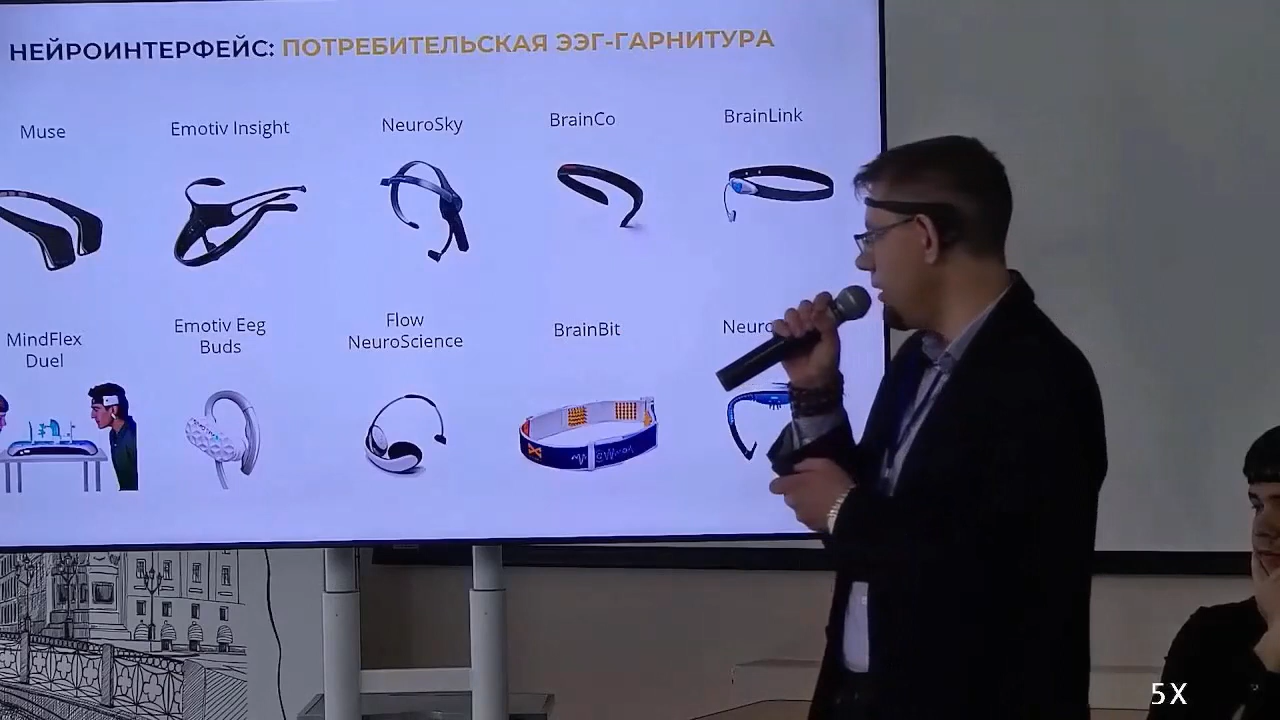 НЕЙРОИНТЕРФЕЙС: ПОТРЕБИТЕЛЬСКАЯ ЭЭГ-ГАРНИТУРА
Muse
Emotiv Insight
NeuroSky
BrainCo
BrainLink
MindFlex
Duel
Emotiv Eeg
Buds
Flow
NeuroScience
BrainBit
5X